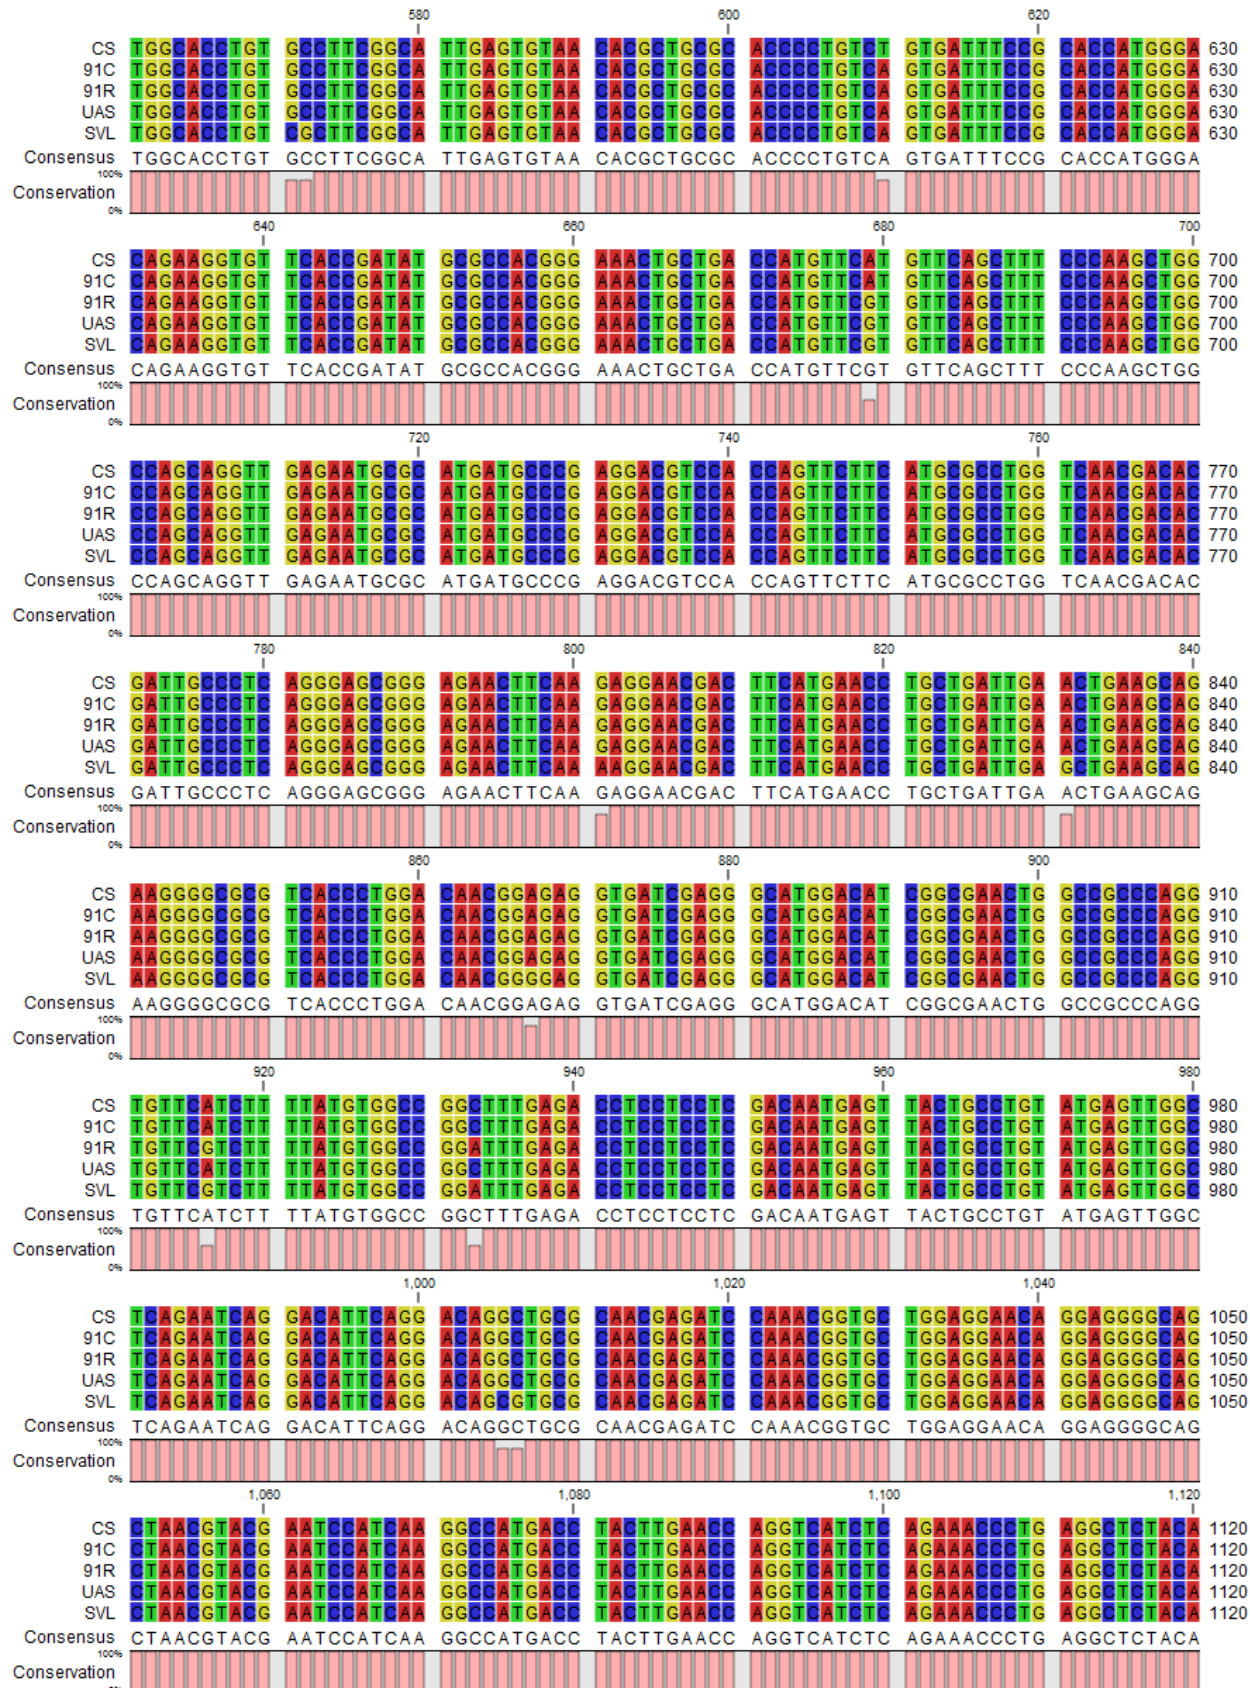 580 600 620
CS TGGCACCTGT GCCTTCGGCA TTGAGTGTAA CACGCTGCGC ACCCCTGTCT GTGATTTCCG CACCATGGGA 630
91C TGGCACCTGT GCCTTCGGCA TTGAGTGTAA CACGCTGCGC ACCCCTGTCA GTGATTTCCG CACCATGGGA 630
91R TGGCACCTGT GCCTTCGGCA TTGAGTGTAA CACGCTGCGC ACCCCTGTCA GTGATTTCCG CACCATGGGA 630
UAS TGGCACCTGT GCCTTCGGCA TTGAGTGTAA CACGCTGCGC ACCCCTGTCA GTGATTTCCG CACCATGGGA 630
SVL TGGCACCTGT CGCTTCGGCA TTGAGTGTAA CACGCTGCGC ACCCCTGTCA GTGATTTCCG CACCATGGGA 630
Consensus TGGCACCTGT GCCTTCGGCA TTGAGTGTAA CACGCTGCGC ACCCCTGTCA GTGATTTCCG CACCATGGGA
100%
Conservation
0%
640 660 680 700
CS CAGAAGGTGT TCACCGATAT GCGCCACGGG AAACTGCTGA CCATGTTCAT GTTCAGCTTT CCCAAGCTGG 700
91C CAGAAGGTGT TCACCGATAT GCGCCACGGG AAACTGCTGA CCATGTTCAT GTTCAGCTTT CCCAAGCTGG 700
91R CAGAAGGTGT TCACCGATAT GCGCCACGGG AAACTGCTGA CCATGTTCGT GTTCAGCTTT CCCAAGCTGG 700
UAS CAGAAGGTGT TCACCGATAT GCGCCACGGG AAACTGCTGA CCATGTTCGT GTTCAGCTTT CCCAAGCTGG 700
SVL CAGAAGGTGT TCACCGATAT GCGCCACGGG AAACTGCTGA CCATGTTCGT GTTCAGCTTT CCCAAGCTGG 700
Consensus CAGAAGGTGT TCACCGATAT GCGCCACGGG AAACTGCTGA CCATGTTCGT GTTCAGCTTT CCCAAGCTGG
100%
Conservation
0%
720 740 760
CS CCAGCAGGTT GAGAATGCGC ATGATGCCCG AGGACGTCCA CCAGTTCTTC ATGCGCCTGG TCAACGACAC 770
91C CCAGCAGGTT GAGAATGCGC ATGATGCCCG AGGACGTCCA CCAGTTCTTC ATGCGCCTGG TCAACGACAC 770
91R CCAGCAGGTT GAGAATGCGC ATGATGCCCG AGGACGTCCA CCAGTTCTTC ATGCGCCTGG TCAACGACAC 770
UAS CCAGCAGGTT GAGAATGCGC ATGATGCCCG AGGACGTCCA CCAGTTCTTC ATGCGCCTGG TCAACGACAC 770
SVL CCAGCAGGTT GAGAATGCGC ATGATGCCCG AGGACGTCCA CCAGTTCTTC ATGCGCCTGG TCAACGACAC 770
Consensus CCAGCAGGTT GAGAATGCGC ATGATGCCCG AGGACGTCCA CCAGTTCTTC ATGCGCCTGG TCAACGACAC
100%
Conservation
0%
780 800 820 840
CS GATTGCCCTC AGGGAGCGGG AGAACTTCAA GAGGAACGAC TTCATGAACC TGCTGATTGA ACTGAAGCAG 840
91C GATTGCCCTC AGGGAGCGGG AGAACTTCAA GAGGAACGAC TTCATGAACC TGCTGATTGA ACTGAAGCAG 840
91R GATTGCCCTC AGGGAGCGGG AGAACTTCAA GAGGAACGAC TTCATGAACC TGCTGATTGA ACTGAAGCAG 840
UAS GATTGCCCTC AGGGAGCGGG AGAACTTCAA GAGGAACGAC TTCATGAACC TGCTGATTGA ACTGAAGCAG 840
SVL GATTGCCCTC AGGGAGCGGG AGAACTTCAA AAGGAACGAC TTCATGAACC TGCTGATTGA GCTGAAGCAG 840
Consensus GATTGCCCTC AGGGAGCGGG AGAACTTCAA GAGGAACGAC TTCATGAACC TGCTGATTGA ACTGAAGCAG
100%
Conservation
0%
860 880 900
CS AAGGGGCGCG TCACCCTGGA CAACGGAGAG GTGATCGAGG GCATGGACAT CGGCGAACTG GCCGCCCAGG 910
91C AAGGGGCGCG TCACCCTGGA CAACGGAGAG GTGATCGAGG GCATGGACAT CGGCGAACTG GCCGCCCAGG 910
91R AAGGGGCGCG TCACCCTGGA CAACGGAGAG GTGATCGAGG GCATGGACAT CGGCGAACTG GCCGCCCAGG 910
UAS AAGGGGCGCG TCACCCTGGA CAACGGAGAG GTGATCGAGG GCATGGACAT CGGCGAACTG GCCGCCCAGG 910
SVL AAGGGGCGCG TCACCCTGGA CAACGGGGAG GTGATCGAGG GCATGGACAT CGGCGAACTG GCCGCCCAGG 910
Consensus AAGGGGCGCG TCACCCTGGA CAACGGAGAG GTGATCGAGG GCATGGACAT CGGCGAACTG GCCGCCCAGG
100%
Conservation
0%
920 940 960 980
CS TGTTCATCTT TTATGTGGCC GGCTTTGAGA CCTCCTCCTC GACAATGAGT TACTGCCTGT ATGAGTTGGC 980
91C TGTTCATCTT TTATGTGGCC GGCTTTGAGA CCTCCTCCTC GACAATGAGT TACTGCCTGT ATGAGTTGGC 980
91R TGTTCGTCTT TTATGTGGCC GGATTTGAGA CCTCCTCCTC GACAATGAGT TACTGCCTGT ATGAGTTGGC 980
UAS TGTTCATCTT TTATGTGGCC GGCTTTGAGA CCTCCTCCTC GACAATGAGT TACTGCCTGT ATGAGTTGGC 980
SVL TGTTCGTCTT TTATGTGGCC GGATTTGAGA CCTCCTCCTC GACAATGAGT TACTGCCTGT ATGAGTTGGC 980
Consensus TGTTCATCTT TTATGTGGCC GGCTTTGAGA CCTCCTCCTC GACAATGAGT TACTGCCTGT ATGAGTTGGC
100%
Conservation
0%
1,000 1,020 1,040
CS TCAGAATCAG GACATTCAGG ACAGGCTGCG CAACGAGATC CAAACGGTGC TGGAGGAACA GGAGGGGCAG 1050
91C TCAGAATCAG GACATTCAGG ACAGGCTGCG CAACGAGATC CAAACGGTGC TGGAGGAACA GGAGGGGCAG 1050
91R TCAGAATCAG GACATTCAGG ACAGGCTGCG CAACGAGATC CAAACGGTGC TGGAGGAACA GGAGGGGCAG 1050
UAS TCAGAATCAG GACATTCAGG ACAGGCTGCG CAACGAGATC CAAACGGTGC TGGAGGAACA GGAGGGGCAG 1050
SVL TCAGAATCAG GACATTCAGG ACAGCGTGCG CAACGAGATC CAAACGGTGC TGGAGGAACA GGAGGGGCAG 1050
Consensus TCAGAATCAG GACATTCAGG ACAGGCTGCG CAACGAGATC CAAACGGTGC TGGAGGAACA GGAGGGGCAG
100%
Conservation
0%
1,060 1,080 1,100 1,120
CS CTAACGTACG AATCCATCAA GGCCATGACC TACTTGAACC AGGTCATCTC AGAAACCCTG AGGCTCTACA 1120
91C CTAACGTACG AATCCATCAA GGCCATGACC TACTTGAACC AGGTCATCTC AGAAACCCTG AGGCTCTACA 1120
91R CTAACGTACG AATCCATCAA GGCCATGACC TACTTGAACC AGGTCATCTC AGAAACCCTG AGGCTCTACA 1120
UAS CTAACGTACG AATCCATCAA GGCCATGACC TACTTGAACC AGGTCATCTC AGAAACCCTG AGGCTCTACA 1120
SVL CTAACGTACG AATCCATCAA GGCCATGACC TACTTGAACC AGGTCATCTC AGAAACCCTG AGGCTCTACA 1120
Consensus CTAACGTACG AATCCATCAA GGCCATGACC TACTTGAACC AGGTCATCTC AGAAACCCTG AGGCTCTACA
100%
Conservation